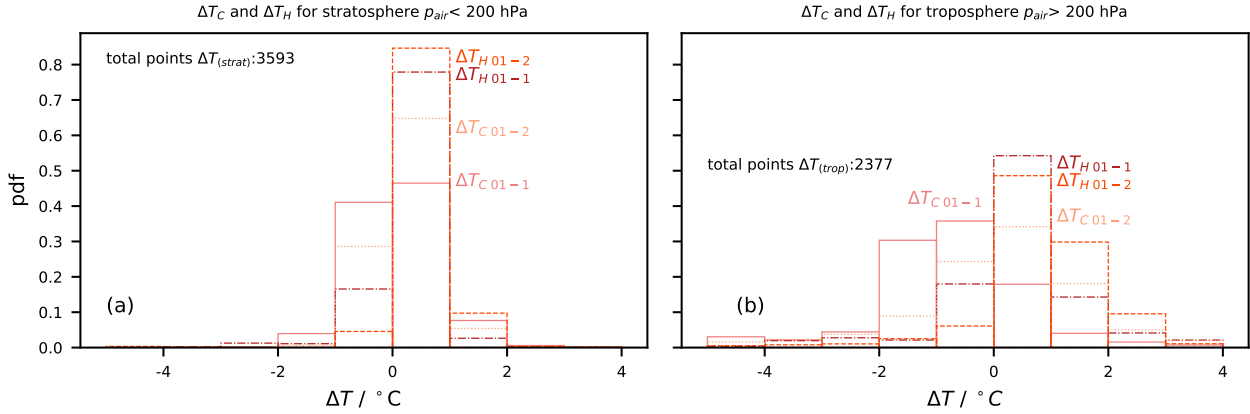 ΔT_C and ΔT_H for stratosphere p_air< 200 hPa
total points ΔT_(strat):3593
ΔT_H 01−2
ΔT_H 01−1
ΔT_C 01−2
ΔT_C 01−1
(a)
pdf
0.8
0.7
0.6
0.5
0.4
0.3
0.2
0.1
0.0
-4 -2 0 2 4
ΔT / °C
ΔT_C and ΔT_H for troposphere p_air> 200 hPa
total points ΔT_(trop):2377
ΔT_H 01−1
ΔT_H 01−2
ΔT_C 01−1
ΔT_C 01−2
(b)
-4 -2 0 2 4
ΔT / °C